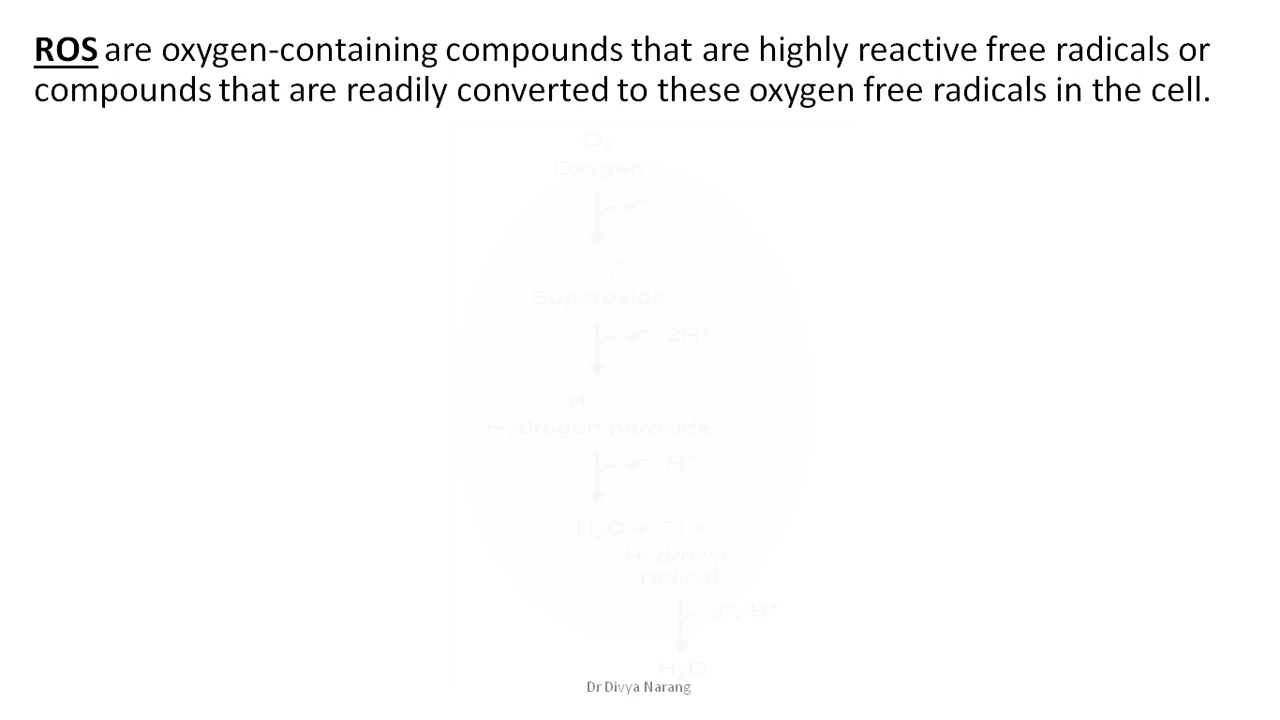 ROS are oxygen-containing compounds that are highly reactive free radicals or
compounds that are readily converted to these oxygen free radicals in the cell.
O₂
Oxygen
e⁻
O₂⁻
Superoxide
e⁻, 2H⁺
H₂O₂
Hydrogen peroxide
e⁻, H⁺
H₂O + OH•
Hydroxyl
radical
e⁻, H⁺
H₂O
Dr Divya Narang